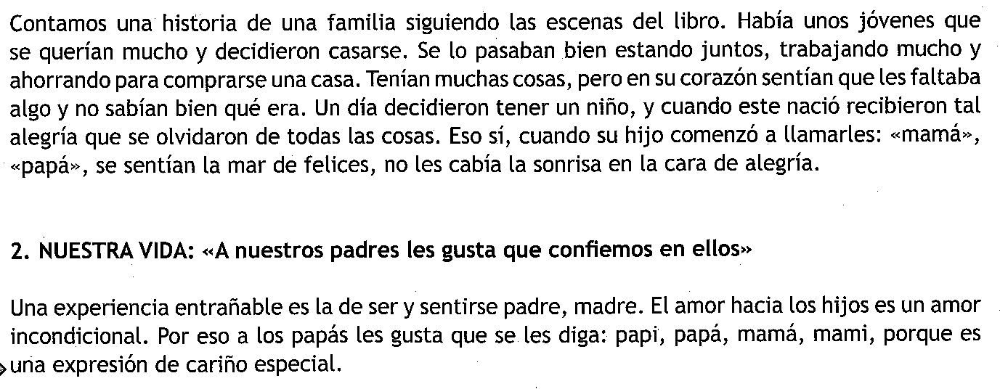 Contamos una historia de una familia siguiendo las escenas del libro. Había unos jóvenes que
se querían mucho y decidieron casarse. Se lo pasaban bien estando juntos, trabajando mucho y
ahorrando para comprarse una casa. Tenían muchas cosas, pero en su corazón sentían que les faltaba
algo y no sabían bien qué era. Un día decidieron tener un niño, y cuando este nació recibieron tal
alegría que se olvidaron de todas las cosas. Eso sí, cuando su hijo comenzó a llamarles: «mamá»,
«papá», se sentían la mar de felices, no les cabía la sonrisa en la cara de alegría.
2. NUESTRA VIDA: «A nuestros padres les gusta que confiemos en ellos»
Una experiencia entrañable es la de ser y sentirse padre, madre. El amor hacia los hijos es un amor
incondicional. Por eso a los papás les gusta que se les diga: papi, papá, mamá, mami, porque es
una expresión de cariño especial.